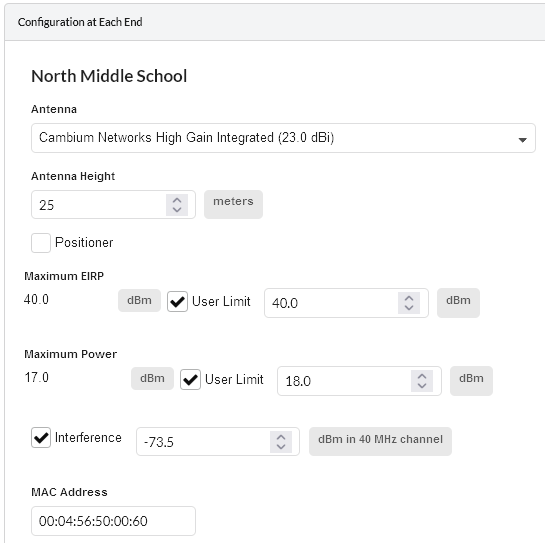 Configuration at Each End
North Middle School
Antenna
Cambium Networks High Gain Integrated (23.0 dBi)
Antenna Height
25 meters
Positioner
Maximum EIRP
40.0 dBm User Limit 40.0 dBm
Maximum Power
17.0 dBm User Limit 18.0 dBm
Interference -73.5 dBm in 40 MHz channel
MAC Address
00:04:56:50:00:60